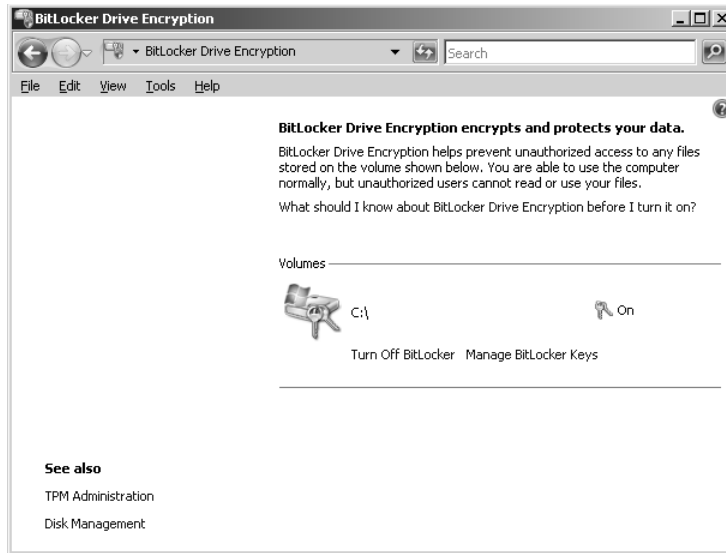 BitLocker Drive Encryption
BitLocker Drive Encryption
Search
File Edit View Tools Help
BitLocker Drive Encryption encrypts and protects your data.
BitLocker Drive Encryption helps prevent unauthorized access to any files
stored on the volume shown below. You are able to use the computer
normally, but unauthorized users cannot read or use your files.
What should I know about BitLocker Drive Encryption before I turn it on?
Volumes
C:\ On
Turn Off BitLocker Manage BitLocker Keys
See also
TPM Administration
Disk Management